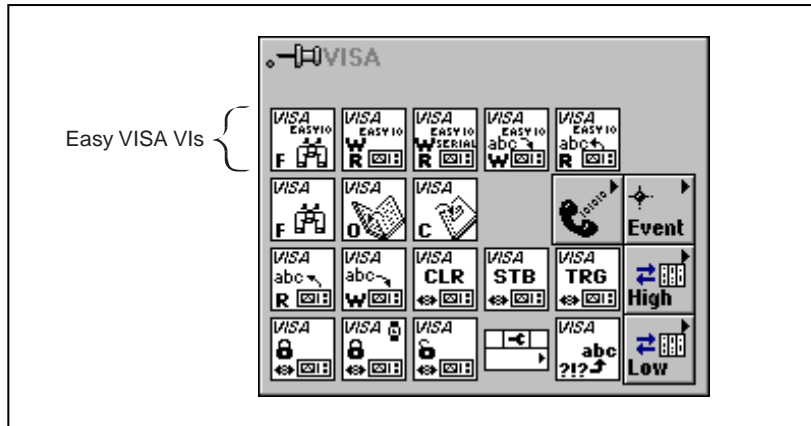 VISA
Easy VISA VIs
VISA EASY IO F
VISA EASY IO W R
VISA EASY IO W SERIAL R
VISA EASY IO abc W
VISA EASY IO abc R
VISA F
VISA O
VISA C
Event
VISA abc R
VISA abc W
VISA CLR
VISA STB
VISA TRG
High
VISA
VISA
VISA
VISA abc ?!?
Low